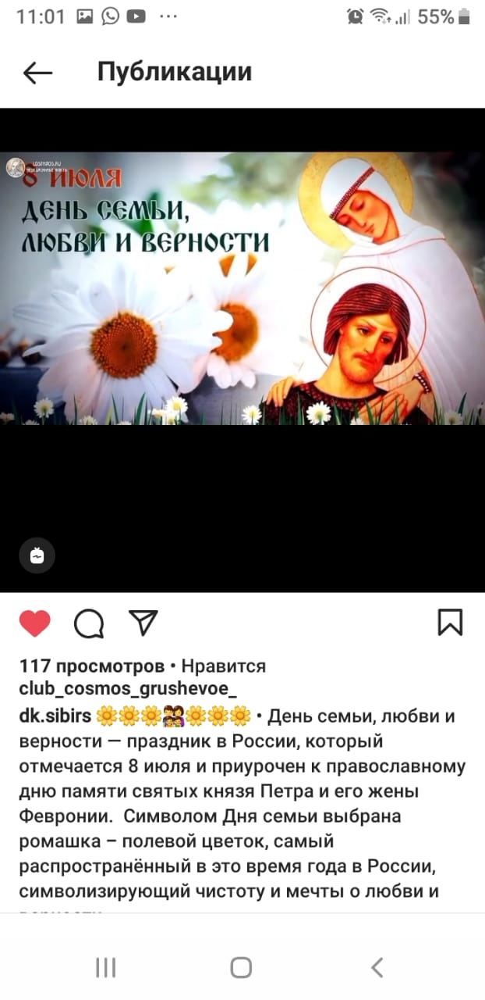 11:01
55%
Публикации
8 ИЮЛЯ
ДЕНЬ СЕМЬИ,
ЛЮБВИ И ВЕРНОСТИ
117 просмотров • Нравится
club_cosmos_grushevoe_
dk.sibirs 🌼🌼🌼👨‍👩‍👧‍👦🌼🌼🌼 • День семьи, любви и
верности — праздник в России, который
отмечается 8 июля и приурочен к православному
дню памяти святых князя Петра и его жены
Февронии. Символом Дня семьи выбрана
ромашка – полевой цветок, самый
распространённый в это время года в России,
символизирующий чистоту и мечты о любви и